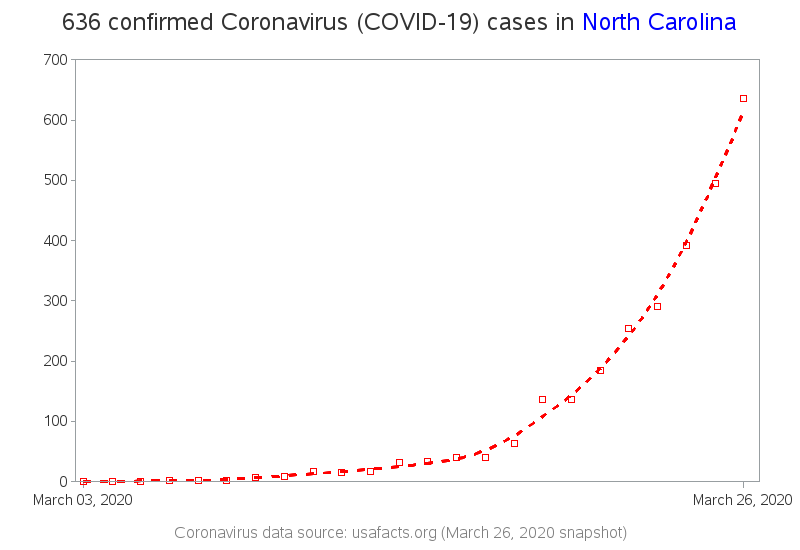 636 confirmed Coronavirus (COVID-19) cases in North Carolina
700
600
500
400
300
200
100
0
March 03, 2020 March 26, 2020
Coronavirus data source: usafacts.org (March 26, 2020 snapshot)